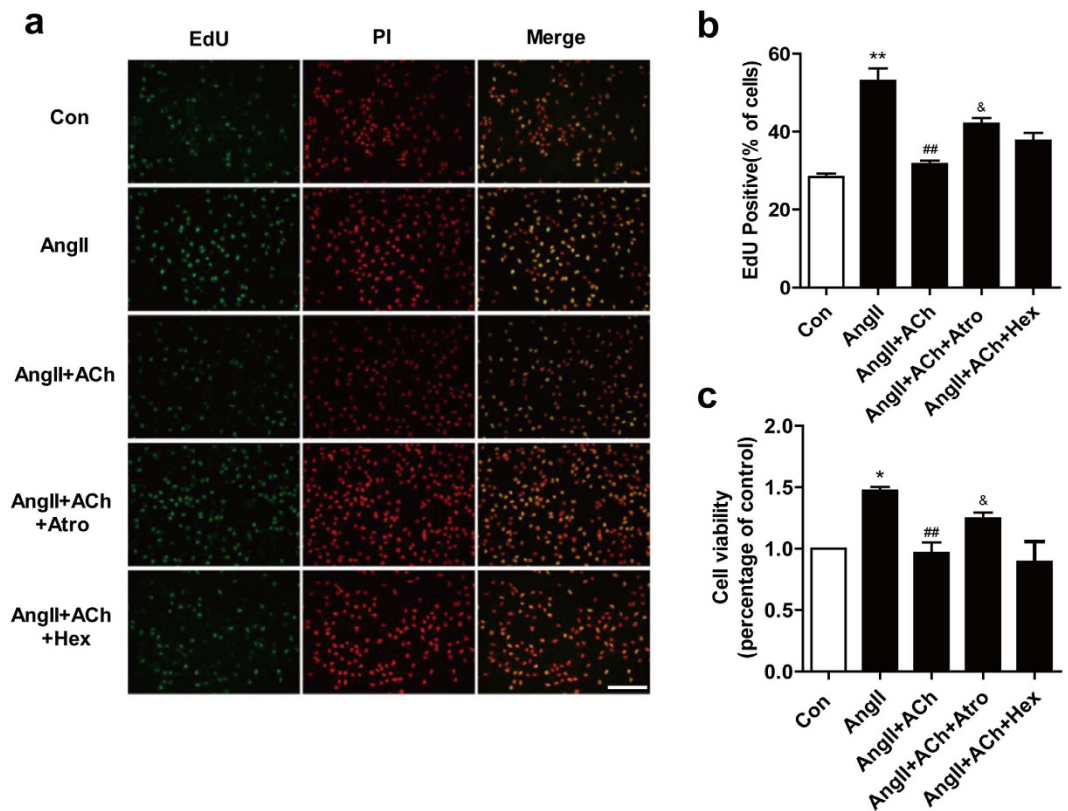 a
EdU
PI
Merge
Con
AngII
AngII+ACh
AngII+ACh
+Atro
AngII+ACh
+Hex
b
EdU Positive(% of cells)
60
40
20
0
**
##
&
Con
AngII
AngII+ACh
AngII+ACh+Atro
AngII+ACh+Hex
c
Cell viability
(percentage of control)
2.0
1.5
1.0
0.5
0.0
*
##
&
Con
AngII
AngII+ACh
AngII+ACh+Atro
AngII+ACh+Hex